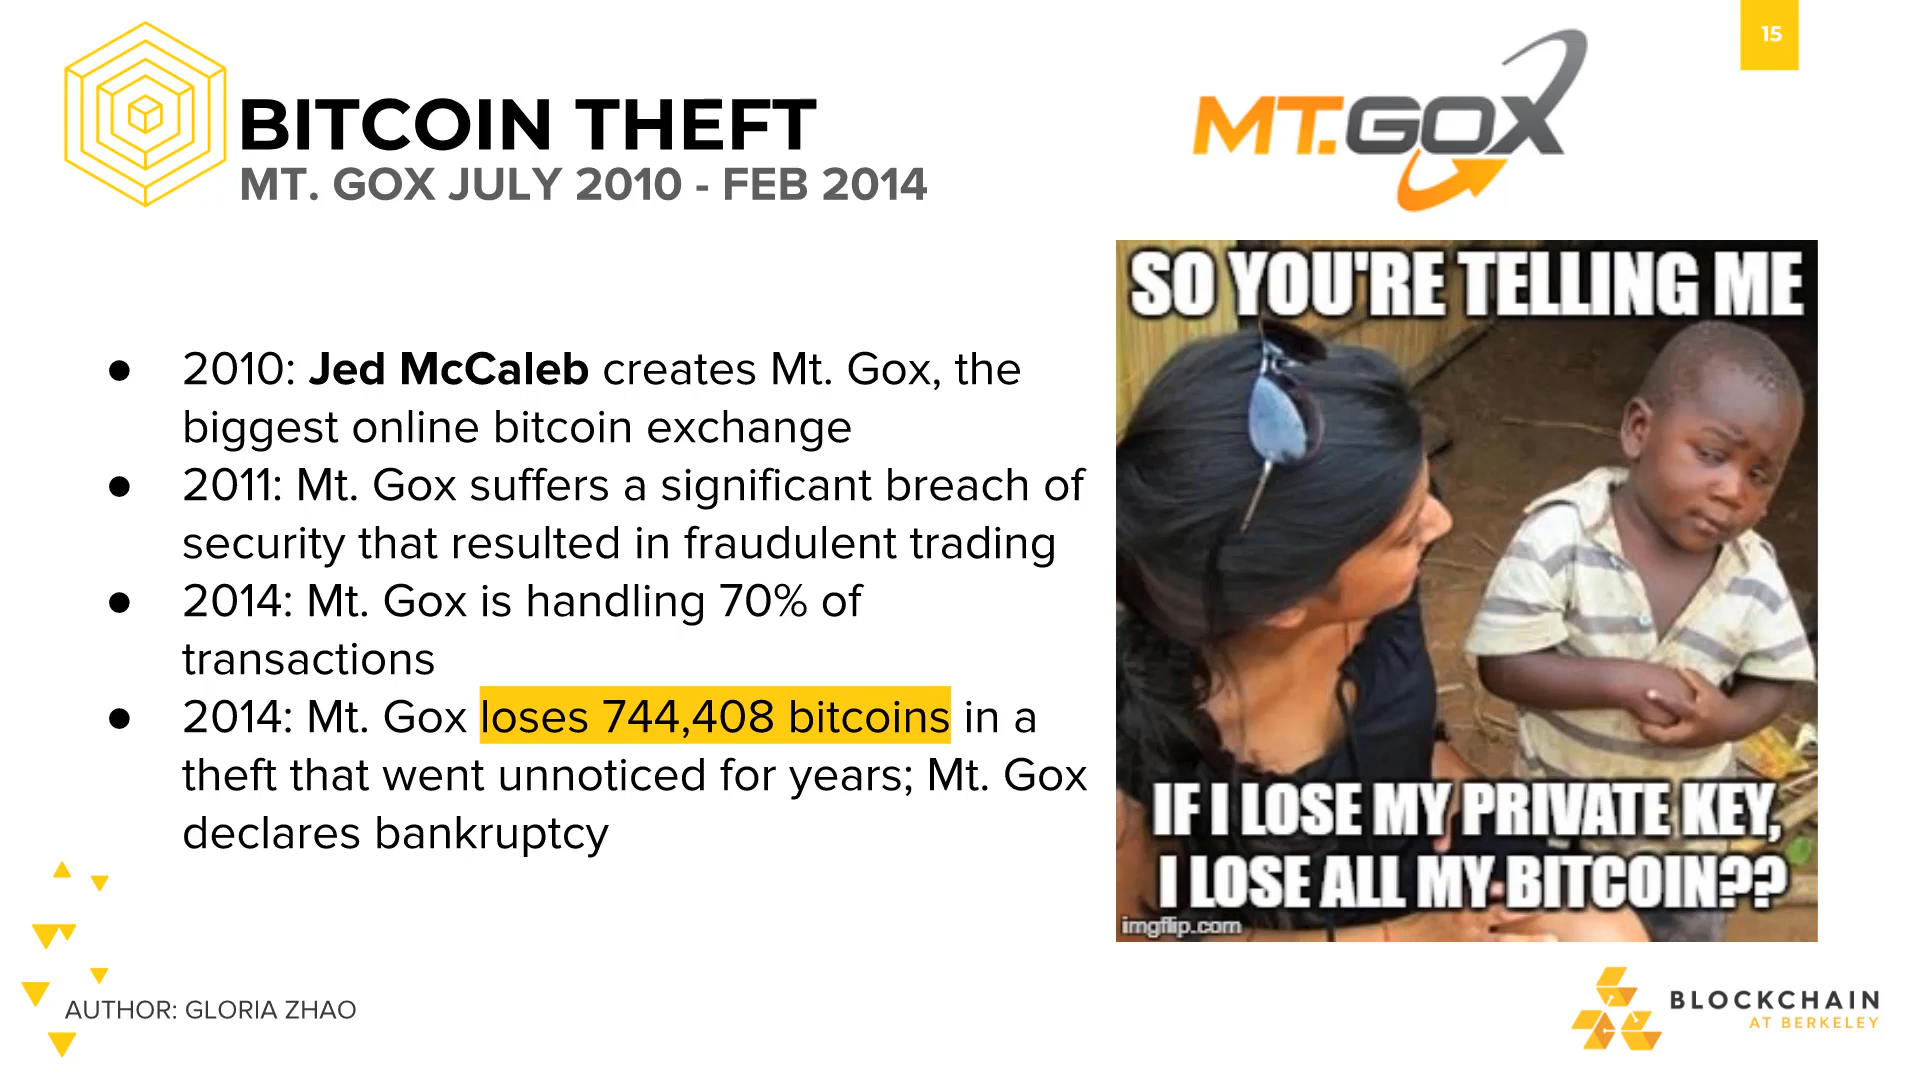 15
BITCOIN THEFT
MT. GOX JULY 2010 - FEB 2014
MT.GOX
● 2010: Jed McCaleb creates Mt. Gox, the
biggest online bitcoin exchange
● 2011: Mt. Gox suffers a significant breach of
security that resulted in fraudulent trading
● 2014: Mt. Gox is handling 70% of
transactions
● 2014: Mt. Gox loses 744,408 bitcoins in a
theft that went unnoticed for years; Mt. Gox
declares bankruptcy
SO YOU'RE TELLING ME
IF I LOSE MY PRIVATE KEY,
I LOSE ALL MY BITCOIN??
imgflip.com
AUTHOR: GLORIA ZHAO
BLOCKCHAIN
AT BERKELEY